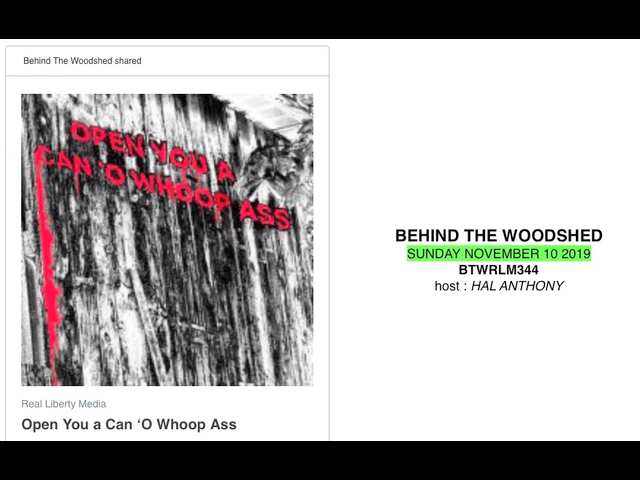 Behind The Woodshed shared
OPEN YOU A
CAN ‘O WHOOP ASS
Real Liberty Media
Open You a Can ‘O Whoop Ass
BEHIND THE WOODSHED
SUNDAY NOVEMBER 10 2019
BTWRLM344
host : HAL ANTHONY